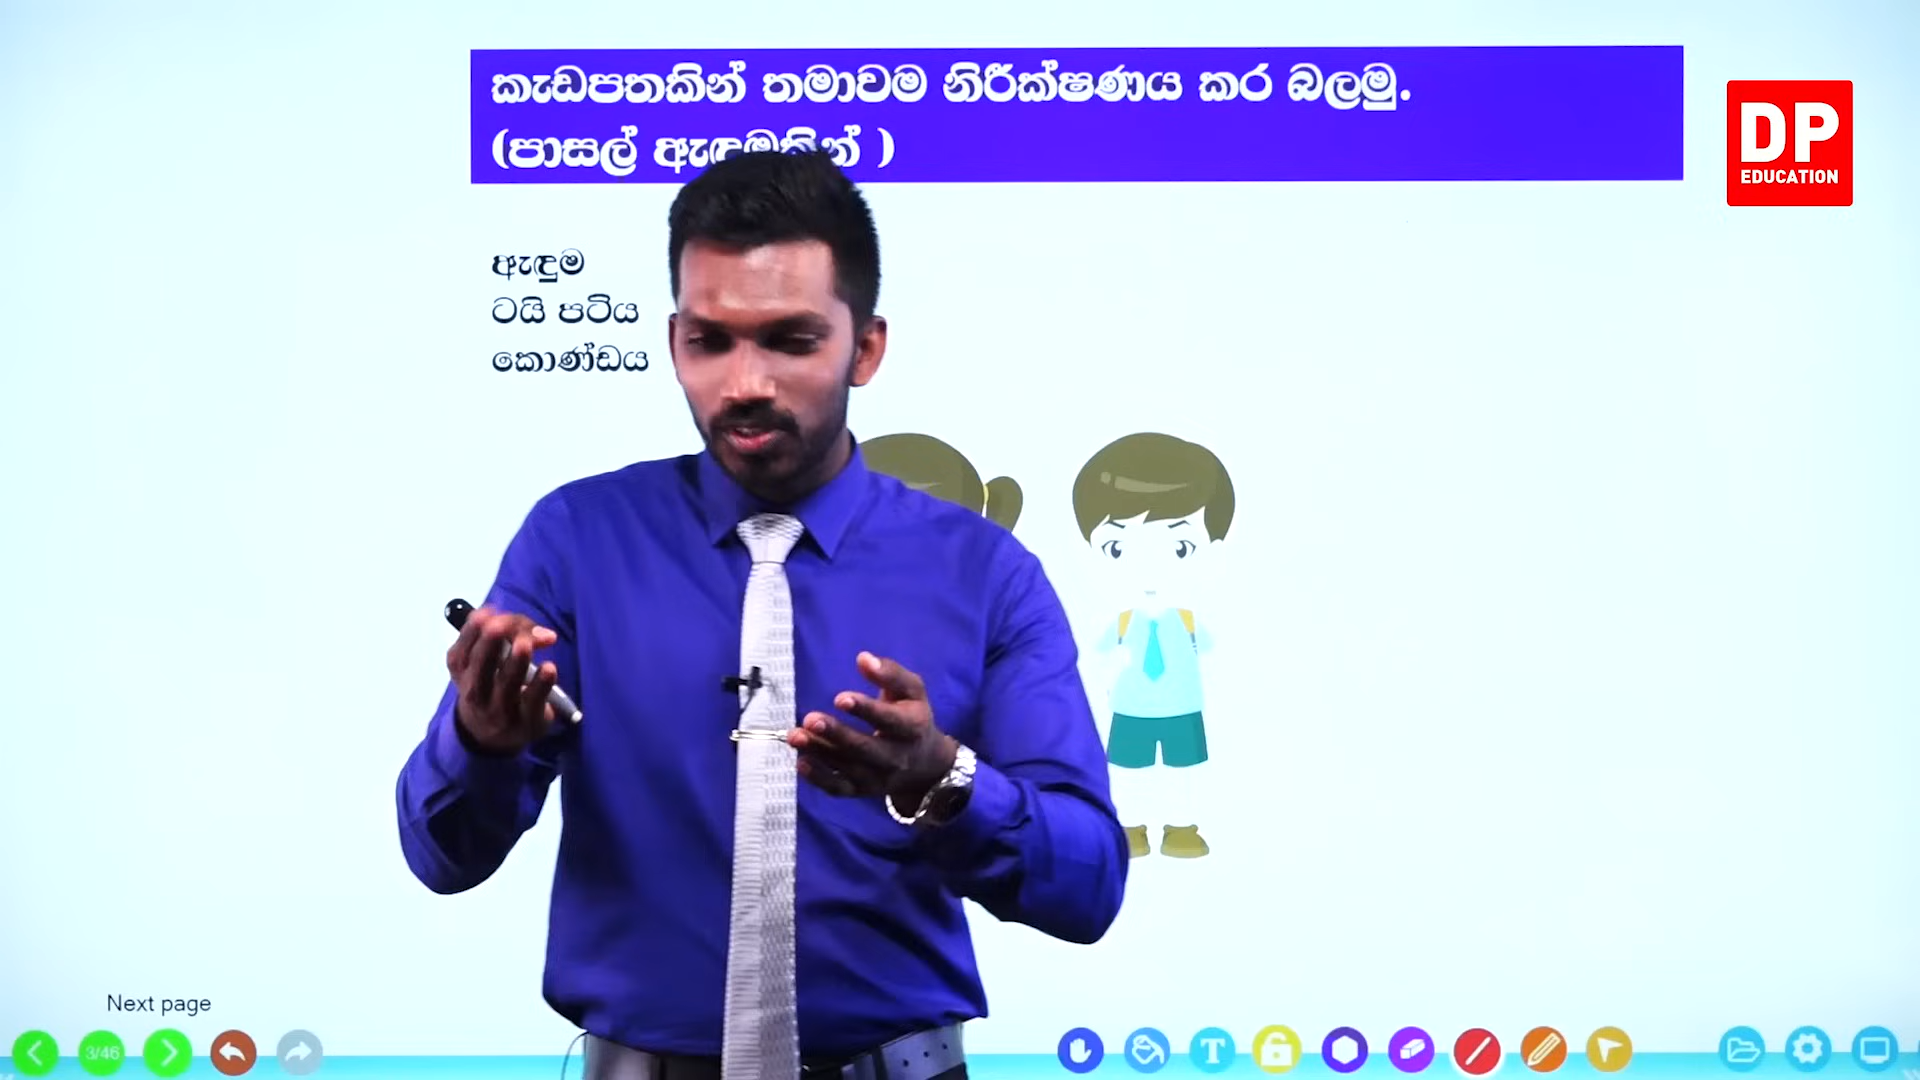 කැඩපතකින් තමාවම නිරීක්ෂණය කර බලමු.
(පාසල් )
DP
EDUCATION
ඇඳුම
ටයි පටිය
කොණ්ඩය
Next page
3/46
T